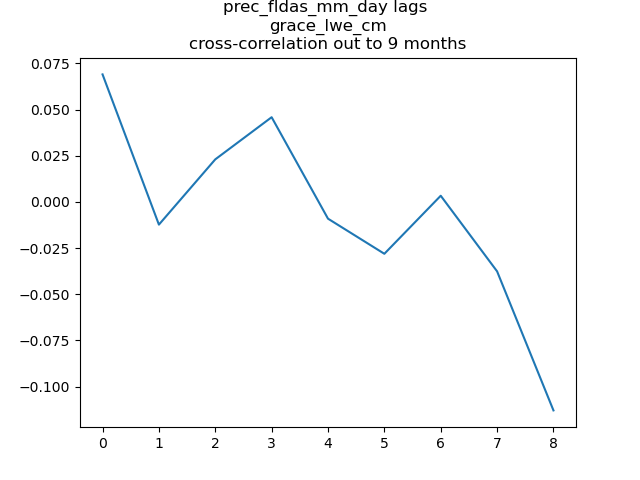 prec_fldas_mm_day lags
grace_lwe_cm
cross-correlation out to 9 months
0.075
0.050
0.025
0.000
−0.025
−0.050
−0.075
−0.100
0 1 2 3 4 5 6 7 8